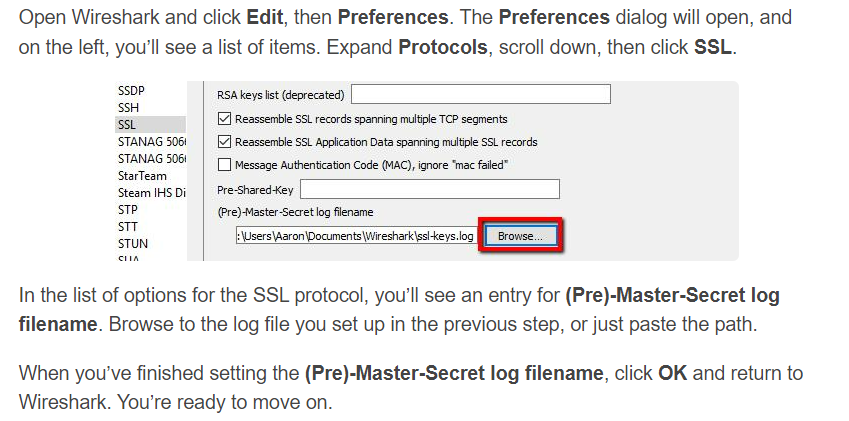 Open Wireshark and click Edit, then Preferences. The Preferences dialog will open, and
on the left, you’ll see a list of items. Expand Protocols, scroll down, then click SSL.
SSDP
SSH
SSL
STANAG 506
STANAG 506
StarTeam
Steam IHS Di
STP
STT
STUN
SUA
RSA keys list (deprecated)
Reassemble SSL records spanning multiple TCP segments
Reassemble SSL Application Data spanning multiple SSL records
Message Authentication Code (MAC), ignore "mac failed"
Pre-Shared-Key
(Pre)-Master-Secret log filename
:\Users\Aaron\Documents\Wireshark\ssl-keys.log Browse...
In the list of options for the SSL protocol, you’ll see an entry for (Pre)-Master-Secret log
filename. Browse to the log file you set up in the previous step, or just paste the path.
When you’ve finished setting the (Pre)-Master-Secret log filename, click OK and return to
Wireshark. You’re ready to move on.